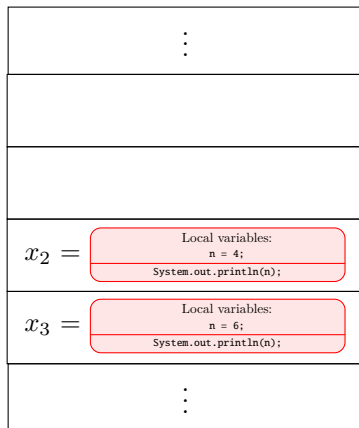 ⋮
x₂ =
Local variables:
n = 4;
System.out.println(n);
x₃ =
Local variables:
n = 6;
System.out.println(n);
⋮